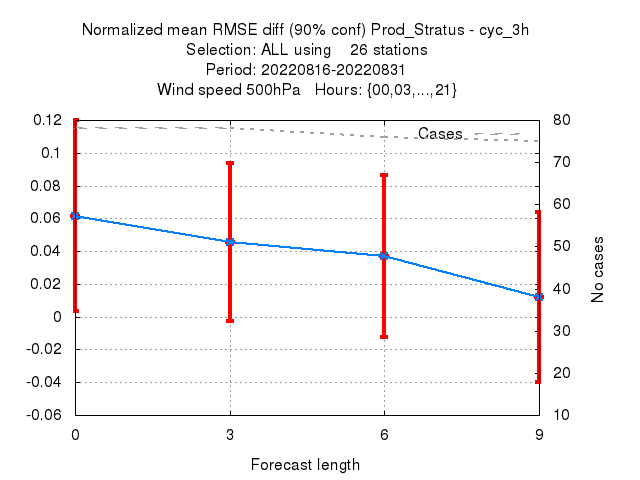 Normalized mean RMSE diff (90% conf) Prod_Stratus - cyc_3h
Selection: ALL using    26 stations
Period: 20220816-20220831
Wind speed 500hPa   Hours: {00,03,...,21}
Cases
0.12
0.1
0.08
0.06
0.04
0.02
0
-0.02
-0.04
-0.06
80
70
60
50
40
30
20
10
No cases
0 3 6 9
Forecast length